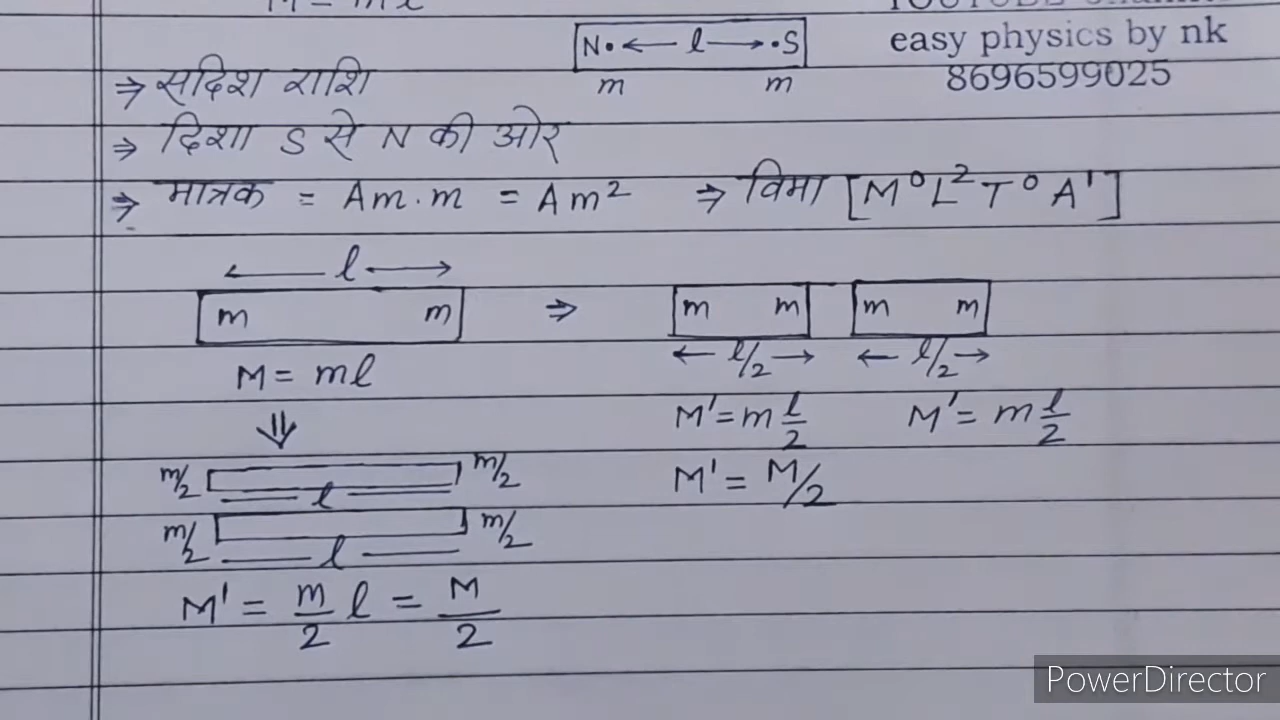 M = ml
N. ← l → .S
easy physics by nk
m m
8696599025
⇒ सदिश राशि
⇒ दिशा S से N की ओर
⇒ मात्रक = Am.m = Am² ⇒ विमा [M⁰L²T⁰A¹]
← l →
m m ⇒ m m m m
← l/2 → ← l/2 →
M = ml
M' = m l/2 M' = m l/2
⇓
m/2 l m/2
M' = M/2
m/2 l m/2
M' = m/2 l = M/2
PowerDirector